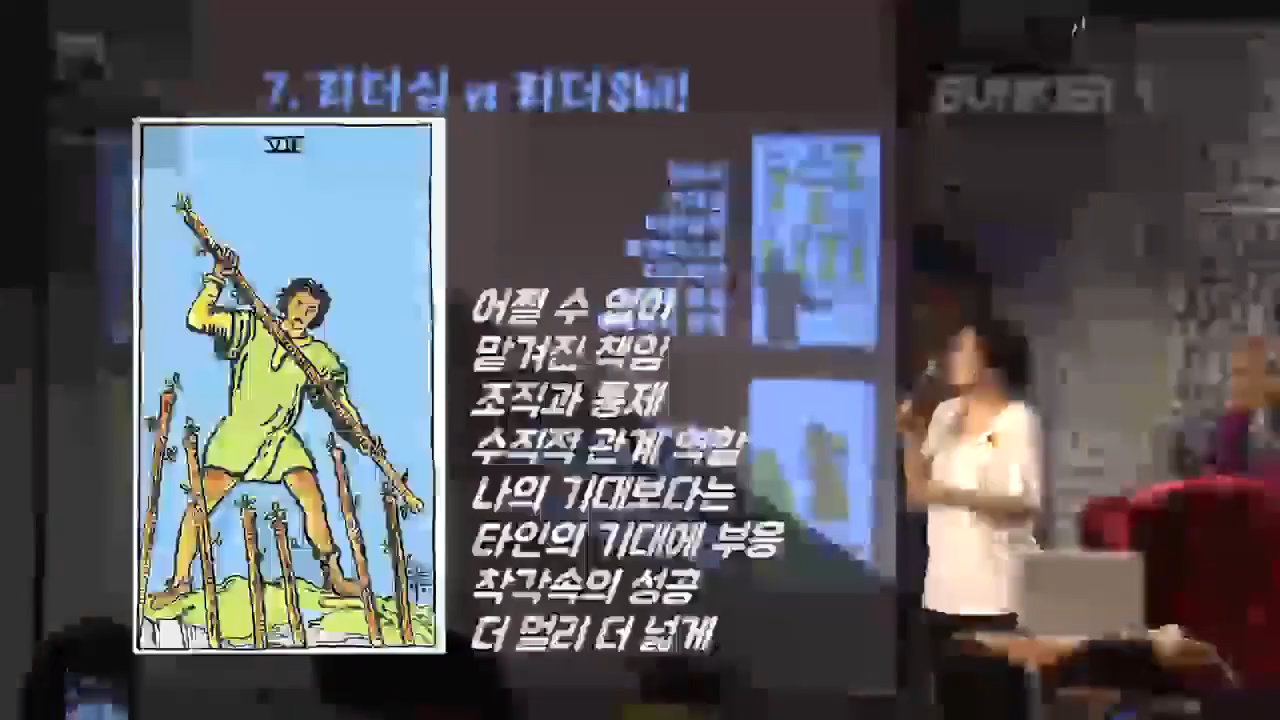 7. 리더십 vs 리더Shit!
BUNKER 1
VII
어쩔 수 없이
맡겨진 책임
조직과 통제
수직적 관계 역할
나의 기대보다는
타인의 기대에 부응
착각속의 성공
더 멀리 더 넓게